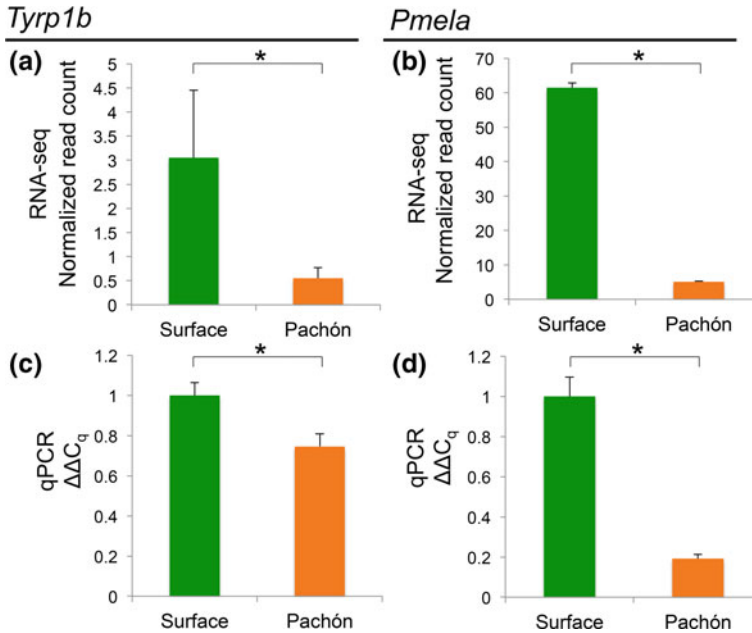 Tyrp1b
Pmela
(a)
RNA-seq
Normalized read count
5
4.5
4
3.5
3
2.5
2
1.5
1
0.5
0
*
Surface
Pachón
(b)
RNA-seq
Normalized read count
70
60
50
40
30
20
10
0
*
Surface
Pachón
(c)
qPCR
ΔΔCq
1.2
1
0.8
0.6
0.4
0.2
0
*
Surface
Pachón
(d)
qPCR
ΔΔCq
1.2
1
0.8
0.6
0.4
0.2
0
*
Surface
Pachón